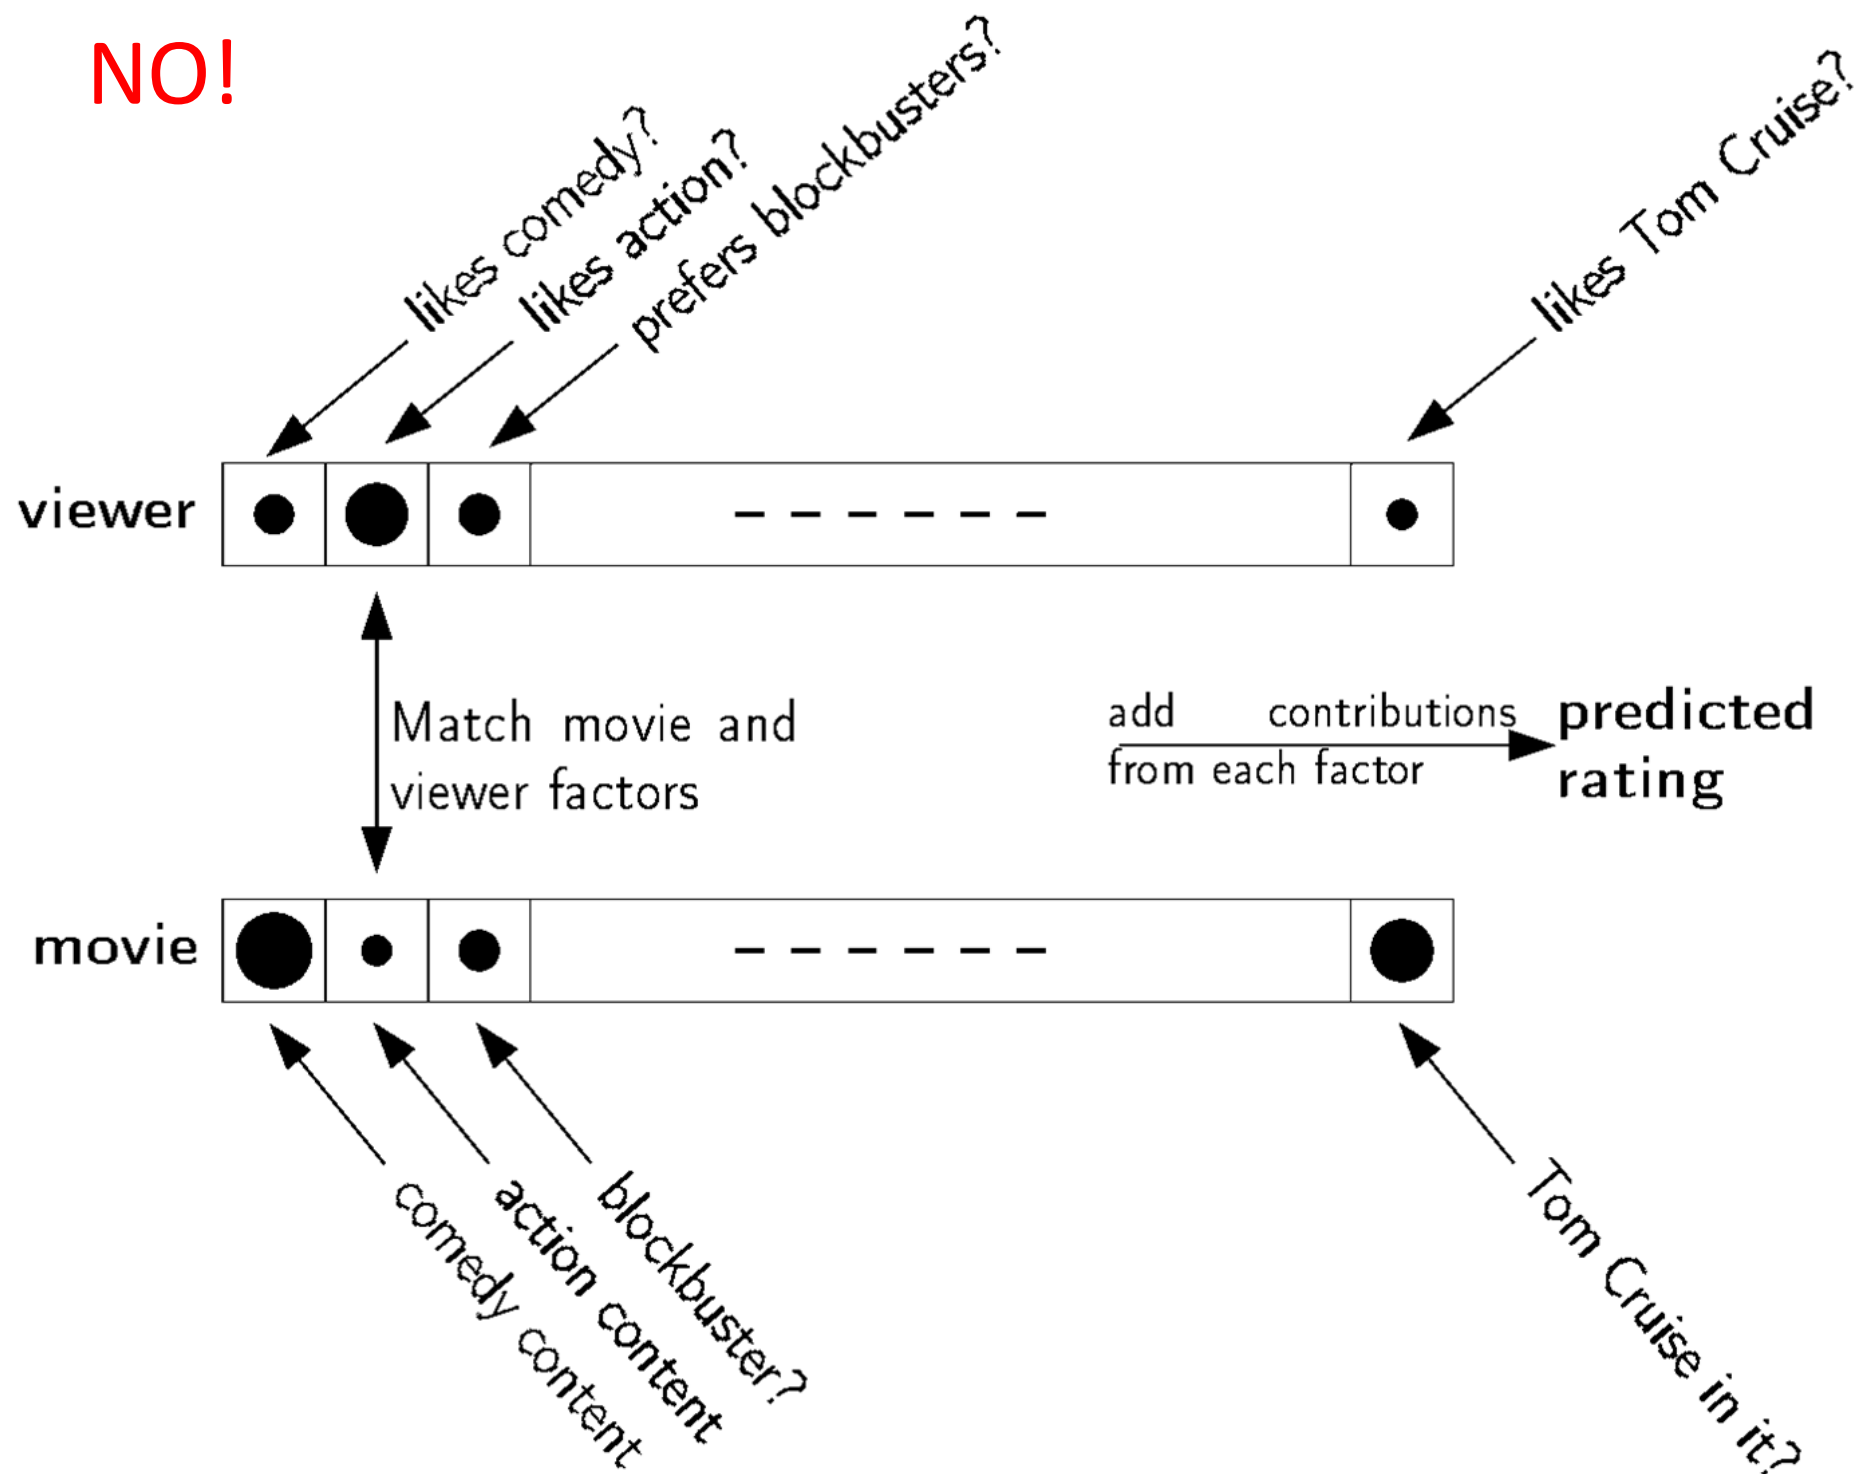 NO!
likes comedy?
likes action?
prefers blockbusters?
likes Tom Cruise?
viewer
Match movie and
viewer factors
add contributions
from each factor
predicted
rating
movie
comedy content
action content
blockbuster?
Tom Cruise in it?